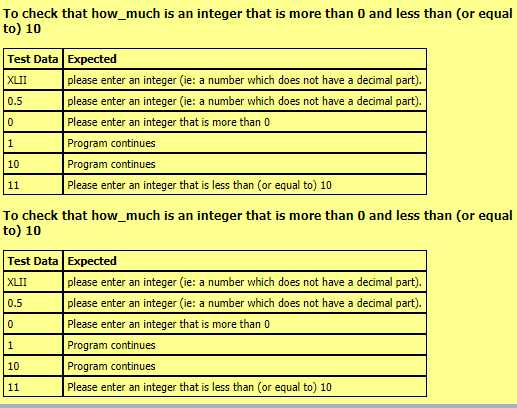 To check that how_much is an integer that is more than 0 and less than (or equal
to) 10
Test Data Expected
XLII please enter an integer (ie: a number which does not have a decimal part).
0.5 please enter an integer (ie: a number which does not have a decimal part).
0 Please enter an integer that is more than 0
1 Program continues
10 Program continues
11 Please enter an integer that is less than (or equal to) 10
To check that how_much is an integer that is more than 0 and less than (or equal
to) 10
Test Data Expected
XLII please enter an integer (ie: a number which does not have a decimal part).
0.5 please enter an integer (ie: a number which does not have a decimal part).
0 Please enter an integer that is more than 0
1 Program continues
10 Program continues
11 Please enter an integer that is less than (or equal to) 10